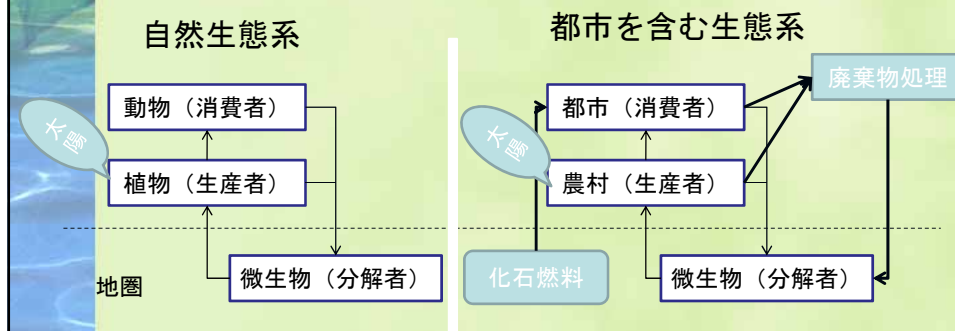 自然生態系
動物（消費者）
太陽
植物（生産者）
微生物（分解者）
地圏
都市を含む生態系
廃棄物処理
都市（消費者）
太陽
農村（生産者）
化石燃料
微生物（分解者）